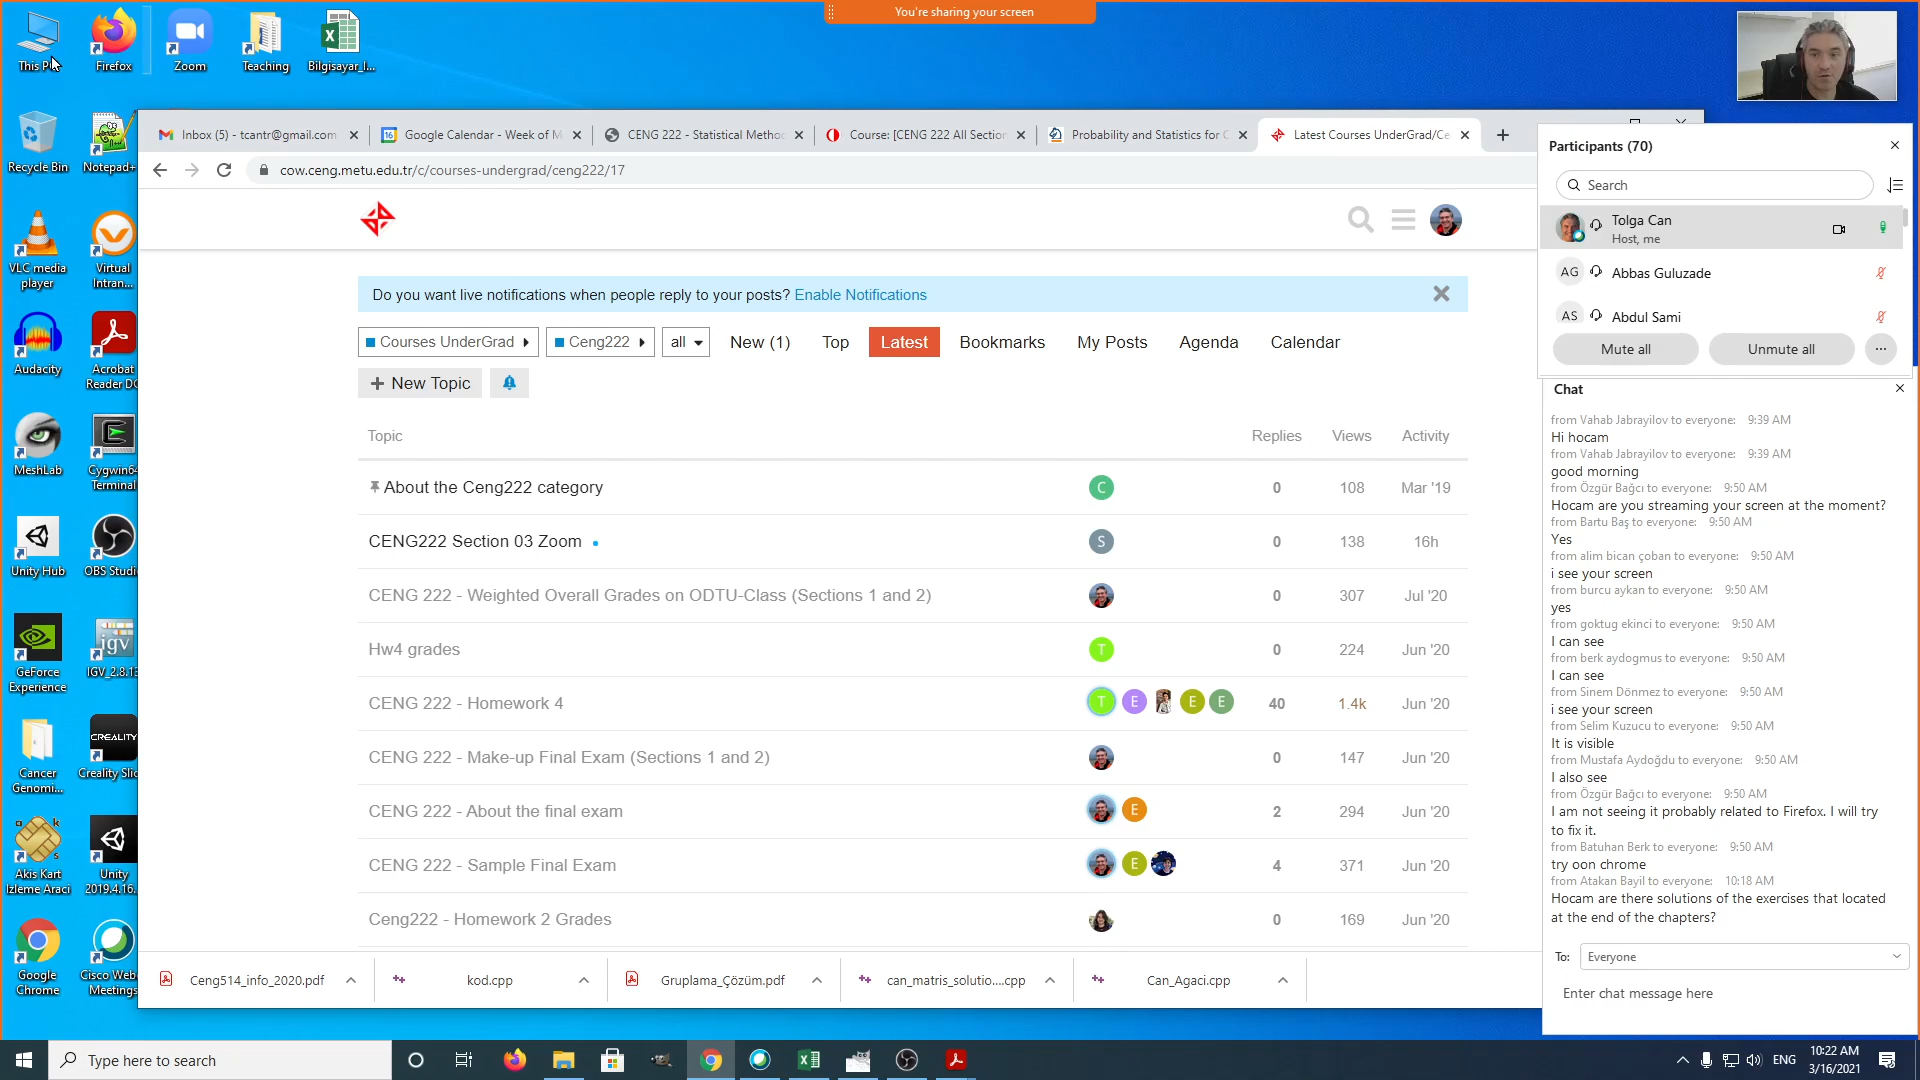 You're sharing your screen
This PC
Firefox
Zoom
Teaching
Bilgisayar_I...
Recycle Bin
Notepad+
VLC media
player
Virtual
Intran...
Audacity
Acrobat
Reader DC
MeshLab
Cygwin64
Terminal
Unity Hub
OBS Studi
GeForce
Experience
IGV_2.8.13
Cancer
Genomi...
Creality Slic
Akis Kart
Izleme Araci
Unity
2019.4.16.
Google
Chrome
Cisco Web
Meetings
Inbox (5) - tcantr@gmail.com
Google Calendar - Week of M
CENG 222 - Statistical Method
Course: [CENG 222 All Section
Probability and Statistics for C
Latest Courses UnderGrad/Ce
cow.ceng.metu.edu.tr/c/courses-undergrad/ceng222/17
Do you want live notifications when people reply to your posts? Enable Notifications
Courses UnderGrad
Ceng222
all
New (1)
Top
Latest
Bookmarks
My Posts
Agenda
Calendar
+ New Topic
Topic Replies Views Activity
About the Ceng222 category C 0 108 Mar '19
CENG222 Section 03 Zoom S 0 138 16h
CENG 222 - Weighted Overall Grades on ODTU-Class (Sections 1 and 2) 0 307 Jul '20
Hw4 grades T 0 224 Jun '20
CENG 222 - Homework 4 T E E E 40 1.4k Jun '20
CENG 222 - Make-up Final Exam (Sections 1 and 2) 0 147 Jun '20
CENG 222 - About the final exam E 2 294 Jun '20
CENG 222 - Sample Final Exam E 4 371 Jun '20
Ceng222 - Homework 2 Grades 0 169 Jun '20
Ceng514_info_2020.pdf
kod.cpp
Gruplama_Çözüm.pdf
can_matris_solutio....cpp
Can_Agaci.cpp
Participants (70)
Search
Tolga Can
Host, me
AG Abbas Guluzade
AS Abdul Sami
Mute all
Unmute all
Chat
from Vahab Jabrayilov to everyone: 9:39 AM
Hi hocam
from Vahab Jabrayilov to everyone: 9:39 AM
good morning
from Özgür Bağcı to everyone: 9:50 AM
Hocam are you streaming your screen at the moment?
from Bartu Baş to everyone: 9:50 AM
Yes
from alim bican çoban to everyone: 9:50 AM
i see your screen
from burcu aykan to everyone: 9:50 AM
yes
from goktug ekinci to everyone: 9:50 AM
I can see
from berk aydogmus to everyone: 9:50 AM
I can see
from Sinem Dönmez to everyone: 9:50 AM
i see your screen
from Selim Kuzucu to everyone: 9:50 AM
It is visible
from Mustafa Aydoğdu to everyone: 9:50 AM
I also see
from Özgür Bağcı to everyone: 9:50 AM
I am not seeing it probably related to Firefox. I will try
to fix it.
from Batuhan Berk to everyone: 9:50 AM
try oon chrome
from Atakan Bayil to everyone: 10:18 AM
Hocam are there solutions of the exercises that located
at the end of the chapters?
To: Everyone
Enter chat message here
Type here to search
ENG
10:22 AM
3/16/2021